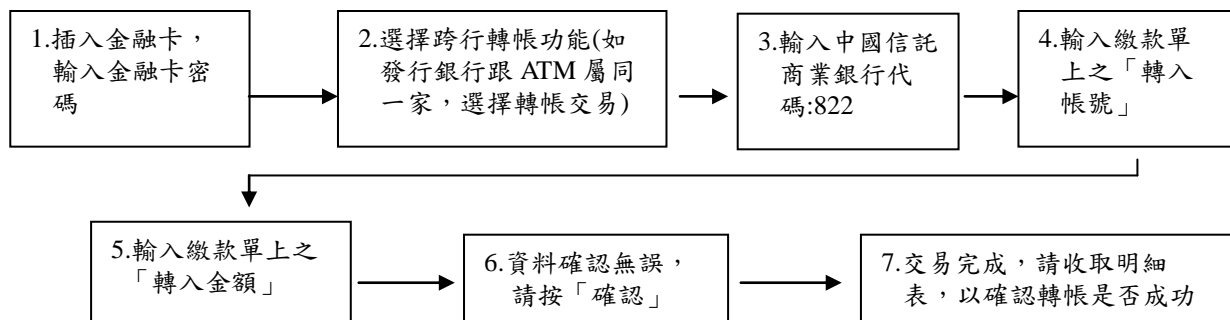 1.插入金融卡，
輸入金融卡密
碼
2.選擇跨行轉帳功能(如
發行銀行跟 ATM 屬同
一家，選擇轉帳交易)
3.輸入中國信託
商業銀行代
碼:822
4.輸入繳款單
上之「轉入
帳號」
5.輸入繳款單上之
「轉入金額」
6.資料確認無誤，
請按「確認」
7.交易完成，請收取明細
表，以確認轉帳是否成功